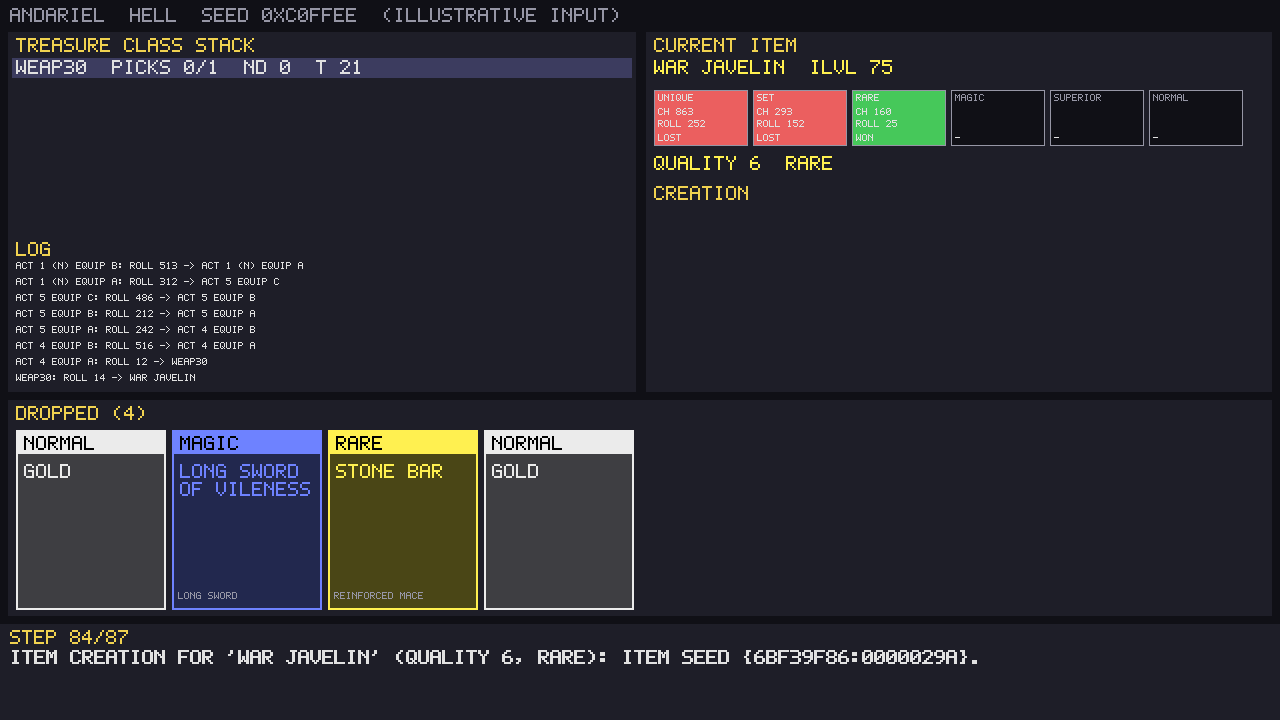 ANDARIEL  HELL  SEED 0XC0FFEE  (ILLUSTRATIVE INPUT)
TREASURE CLASS STACK
WEAP30  PICKS 0/1  ND 0  T 21
LOG
ACT 1 (N) EQUIP B: ROLL 513 -> ACT 1 (N) EQUIP A
ACT 1 (N) EQUIP A: ROLL 312 -> ACT 5 EQUIP C
ACT 5 EQUIP C: ROLL 486 -> ACT 5 EQUIP B
ACT 5 EQUIP B: ROLL 212 -> ACT 5 EQUIP A
ACT 5 EQUIP A: ROLL 242 -> ACT 4 EQUIP B
ACT 4 EQUIP B: ROLL 516 -> ACT 4 EQUIP A
ACT 4 EQUIP A: ROLL 12 -> WEAP30
WEAP30: ROLL 14 -> WAR JAVELIN
CURRENT ITEM
WAR JAVELIN  ILVL 75
UNIQUE
CH 863
ROLL 252
LOST
SET
CH 293
ROLL 152
LOST
RARE
CH 160
ROLL 25
WON
MAGIC
-
SUPERIOR
-
NORMAL
-
QUALITY 6  RARE
CREATION
DROPPED (4)
NORMAL
GOLD
MAGIC
LONG SWORD
OF VILENESS
LONG SWORD
RARE
STONE BAR
REINFORCED MACE
NORMAL
GOLD
STEP 84/87
ITEM CREATION FOR 'WAR JAVELIN' (QUALITY 6, RARE): ITEM SEED {6BF39F86:0000029A}.